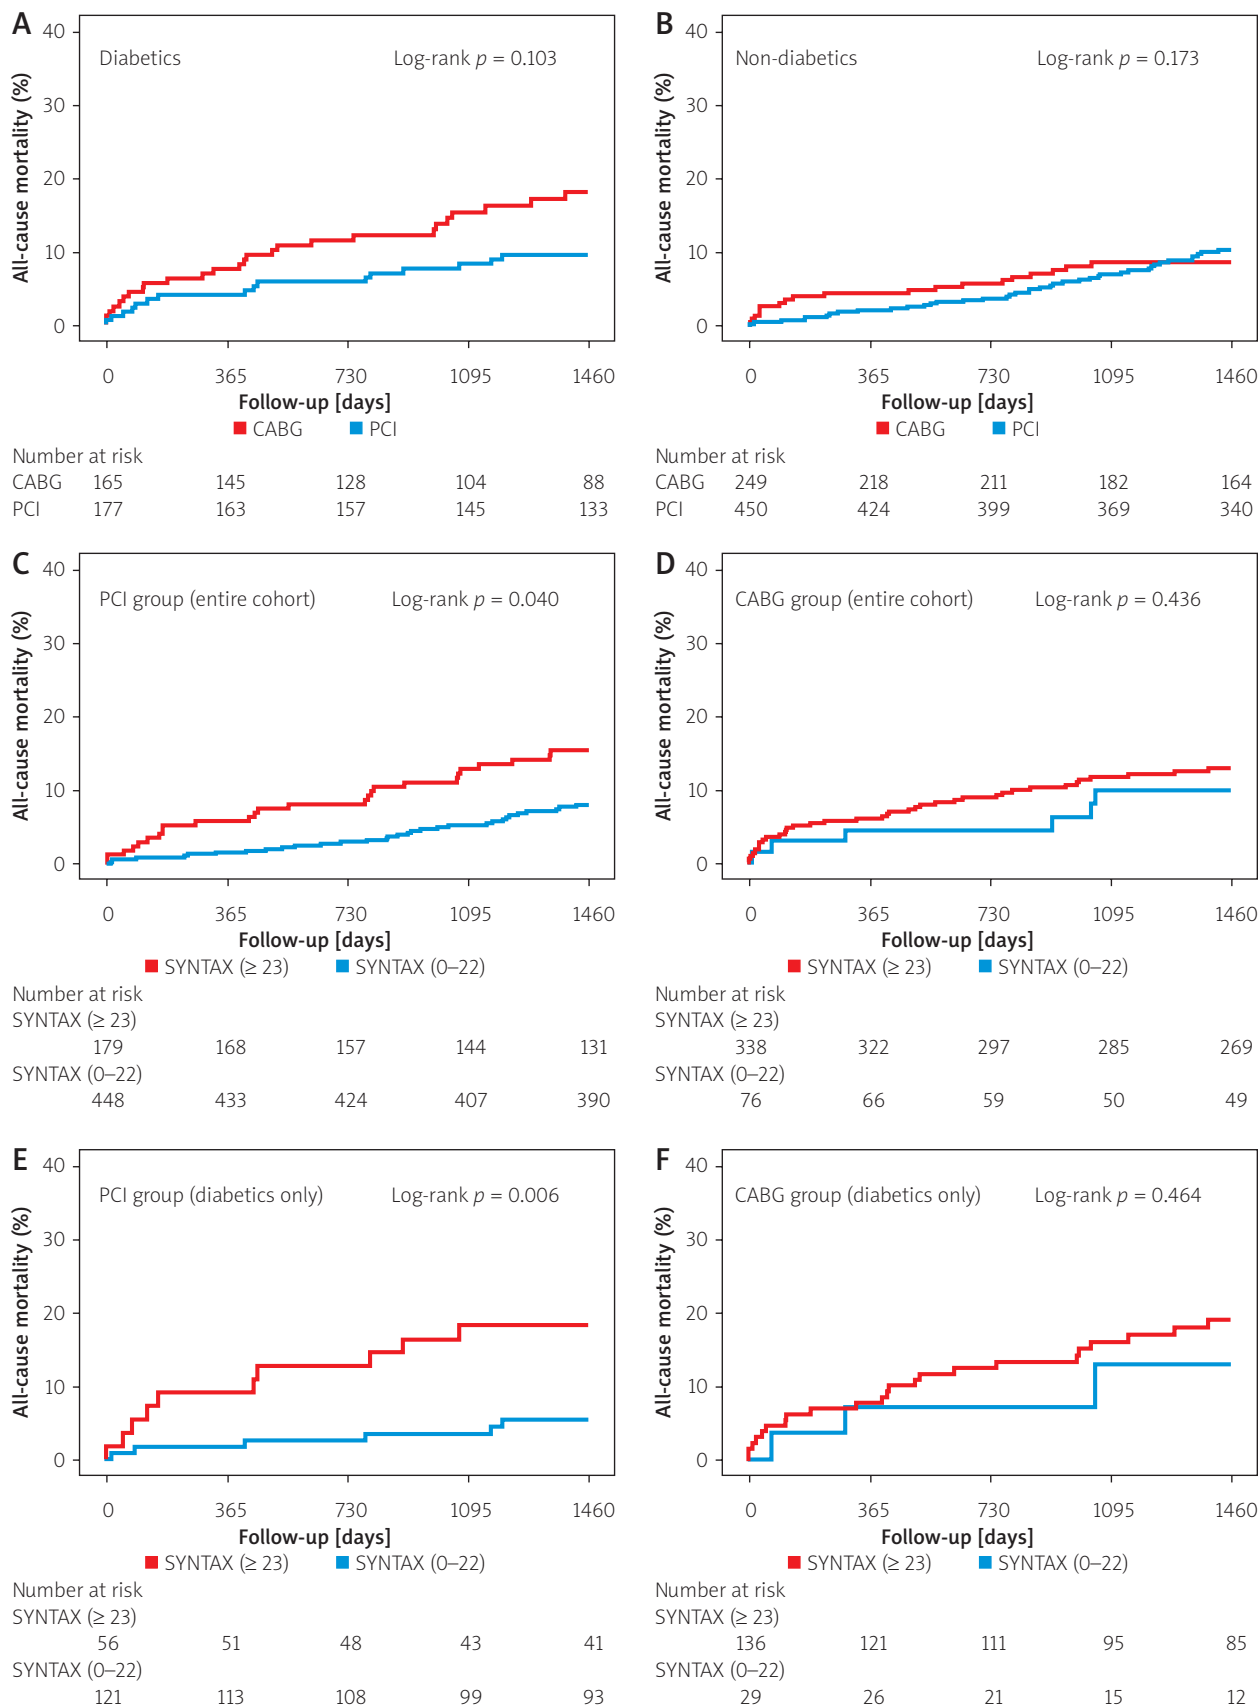 A
All-cause mortality (%)
40
30
20
10
0
Diabetics Log-rank p = 0.103
0 365 730 1095 1460
Follow-up [days]
CABG PCI
Number at risk
CABG 165 145 128 104 88
PCI 177 163 157 145 133
B
All-cause mortality (%)
40
30
20
10
0
Non-diabetics Log-rank p = 0.173
0 365 730 1095 1460
Follow-up [days]
CABG PCI
Number at risk
CABG 249 218 211 182 164
PCI 450 424 399 369 340
C
All-cause mortality (%)
40
30
20
10
0
PCI group (entire cohort) Log-rank p = 0.040
0 365 730 1095 1460
Follow-up [days]
SYNTAX (≥ 23) SYNTAX (0–22)
Number at risk
SYNTAX (≥ 23)
179 168 157 144 131
SYNTAX (0–22)
448 433 424 407 390
D
All-cause mortality (%)
40
30
20
10
0
CABG group (entire cohort) Log-rank p = 0.436
0 365 730 1095 1460
Follow-up [days]
SYNTAX (≥ 23) SYNTAX (0–22)
Number at risk
SYNTAX (≥ 23)
338 322 297 285 269
SYNTAX (0–22)
76 66 59 50 49
E
All-cause mortality (%)
40
30
20
10
0
PCI group (diabetics only) Log-rank p = 0.006
0 365 730 1095 1460
Follow-up [days]
SYNTAX (≥ 23) SYNTAX (0–22)
Number at risk
SYNTAX (≥ 23)
56 51 48 43 41
SYNTAX (0–22)
121 113 108 99 93
F
All-cause mortality (%)
40
30
20
10
0
CABG group (diabetics only) Log-rank p = 0.464
0 365 730 1095 1460
Follow-up [days]
SYNTAX (≥ 23) SYNTAX (0–22)
Number at risk
SYNTAX (≥ 23)
136 121 111 95 85
SYNTAX (0–22)
29 26 21 15 12